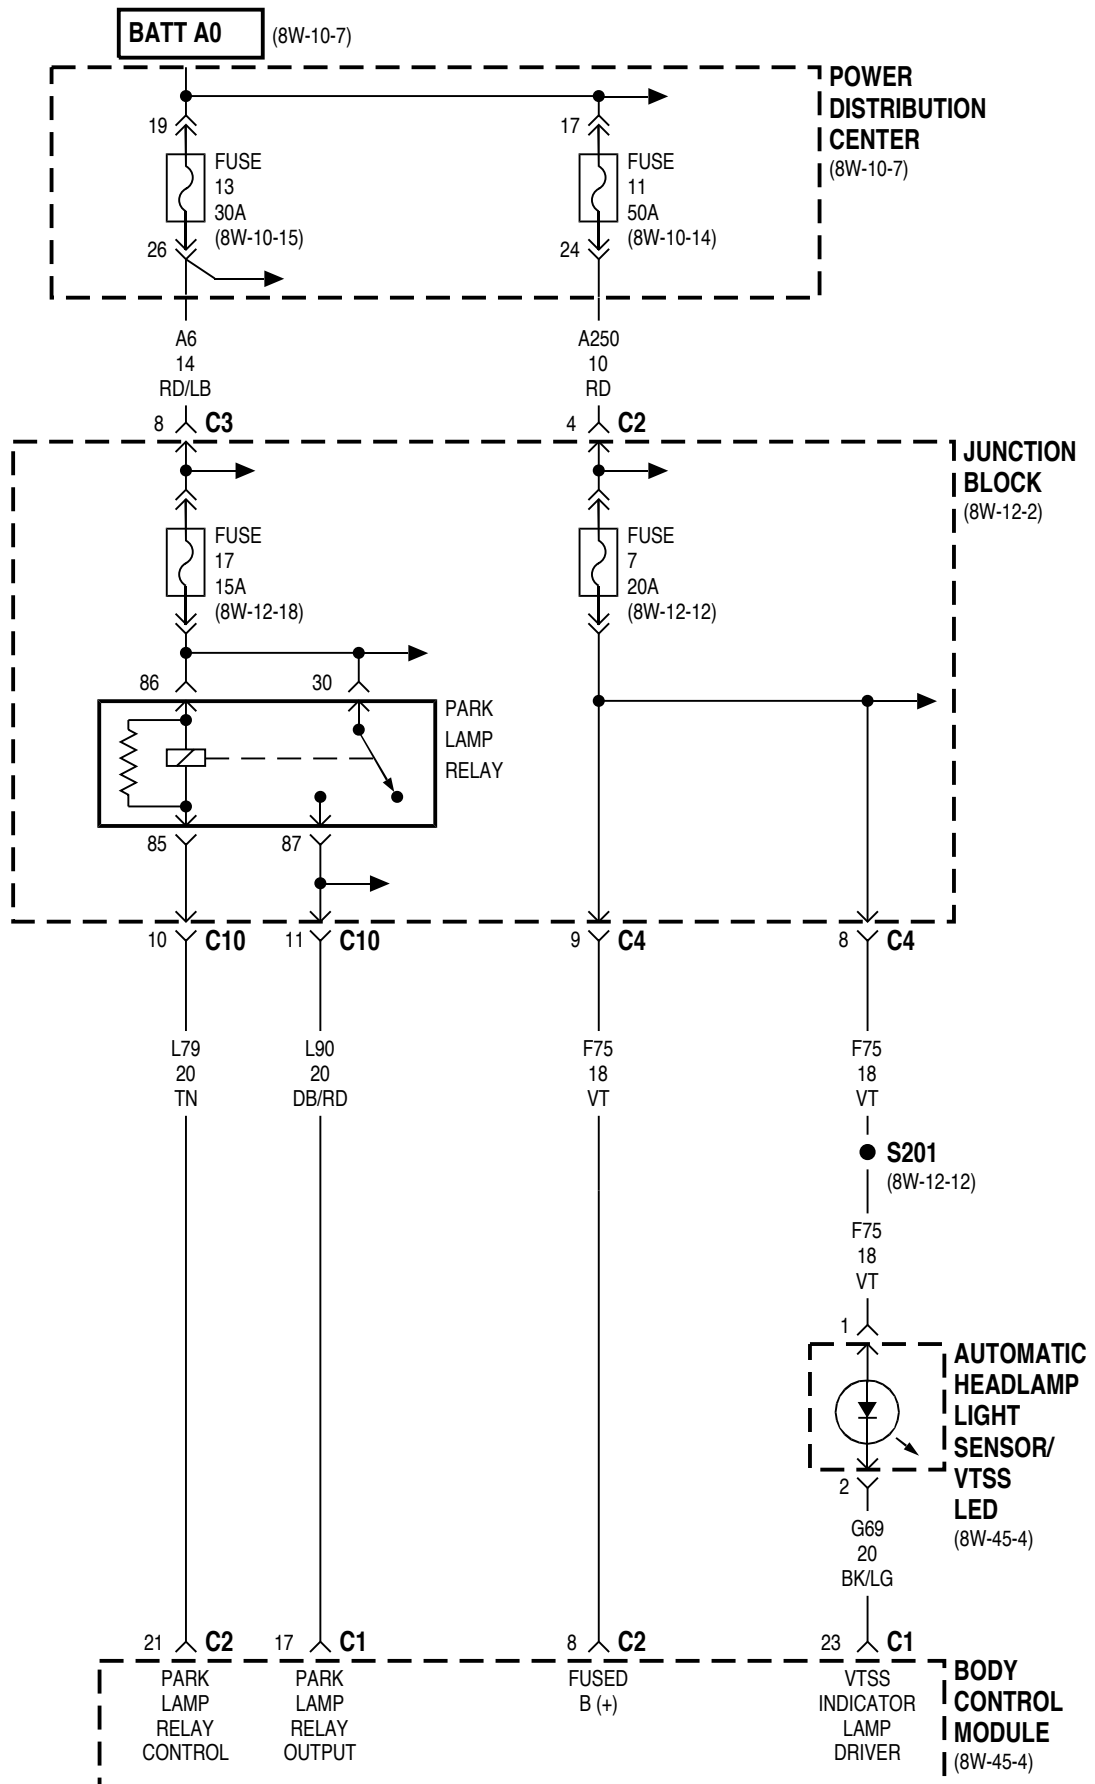 BATT A0 (8W-10-7)
POWER
DISTRIBUTION
CENTER
(8W-10-7)
19
FUSE
13
30A
(8W-10-15)
26
17
FUSE
11
50A
(8W-10-14)
24
A6
14
RD/LB
A250
10
RD
8 C3
4 C2
JUNCTION
BLOCK
(8W-12-2)
FUSE
17
15A
(8W-12-18)
FUSE
7
20A
(8W-12-12)
86
30
PARK
LAMP
RELAY
85
87
10 C10
11 C10
9 C4
8 C4
L79
20
TN
L90
20
DB/RD
F75
18
VT
F75
18
VT
S201
(8W-12-12)
F75
18
VT
1
AUTOMATIC
HEADLAMP
LIGHT
SENSOR/
VTSS
LED
(8W-45-4)
2
G69
20
BK/LG
21 C2
17 C1
8 C2
23 C1
PARK
LAMP
RELAY
CONTROL
PARK
LAMP
RELAY
OUTPUT
FUSED
B (+)
VTSS
INDICATOR
LAMP
DRIVER
BODY
CONTROL
MODULE
(8W-45-4)